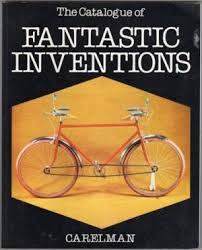 The Catalogue of
FANTASTIC
INVENTIONS
CARELMAN